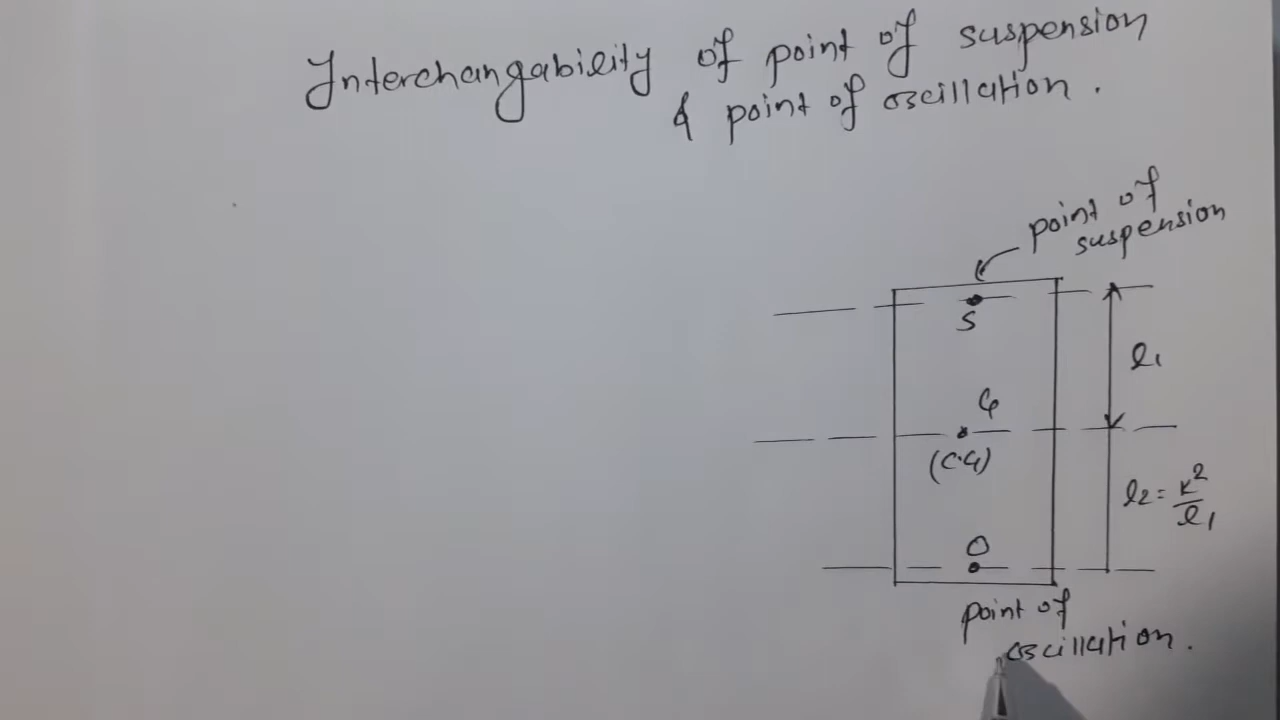 Interchangability of point of suspension
& point of oscillation.
point of
suspension
S
l₁
G
(C.G)
l₂ = K²/l₁
O
point of
oscillation.